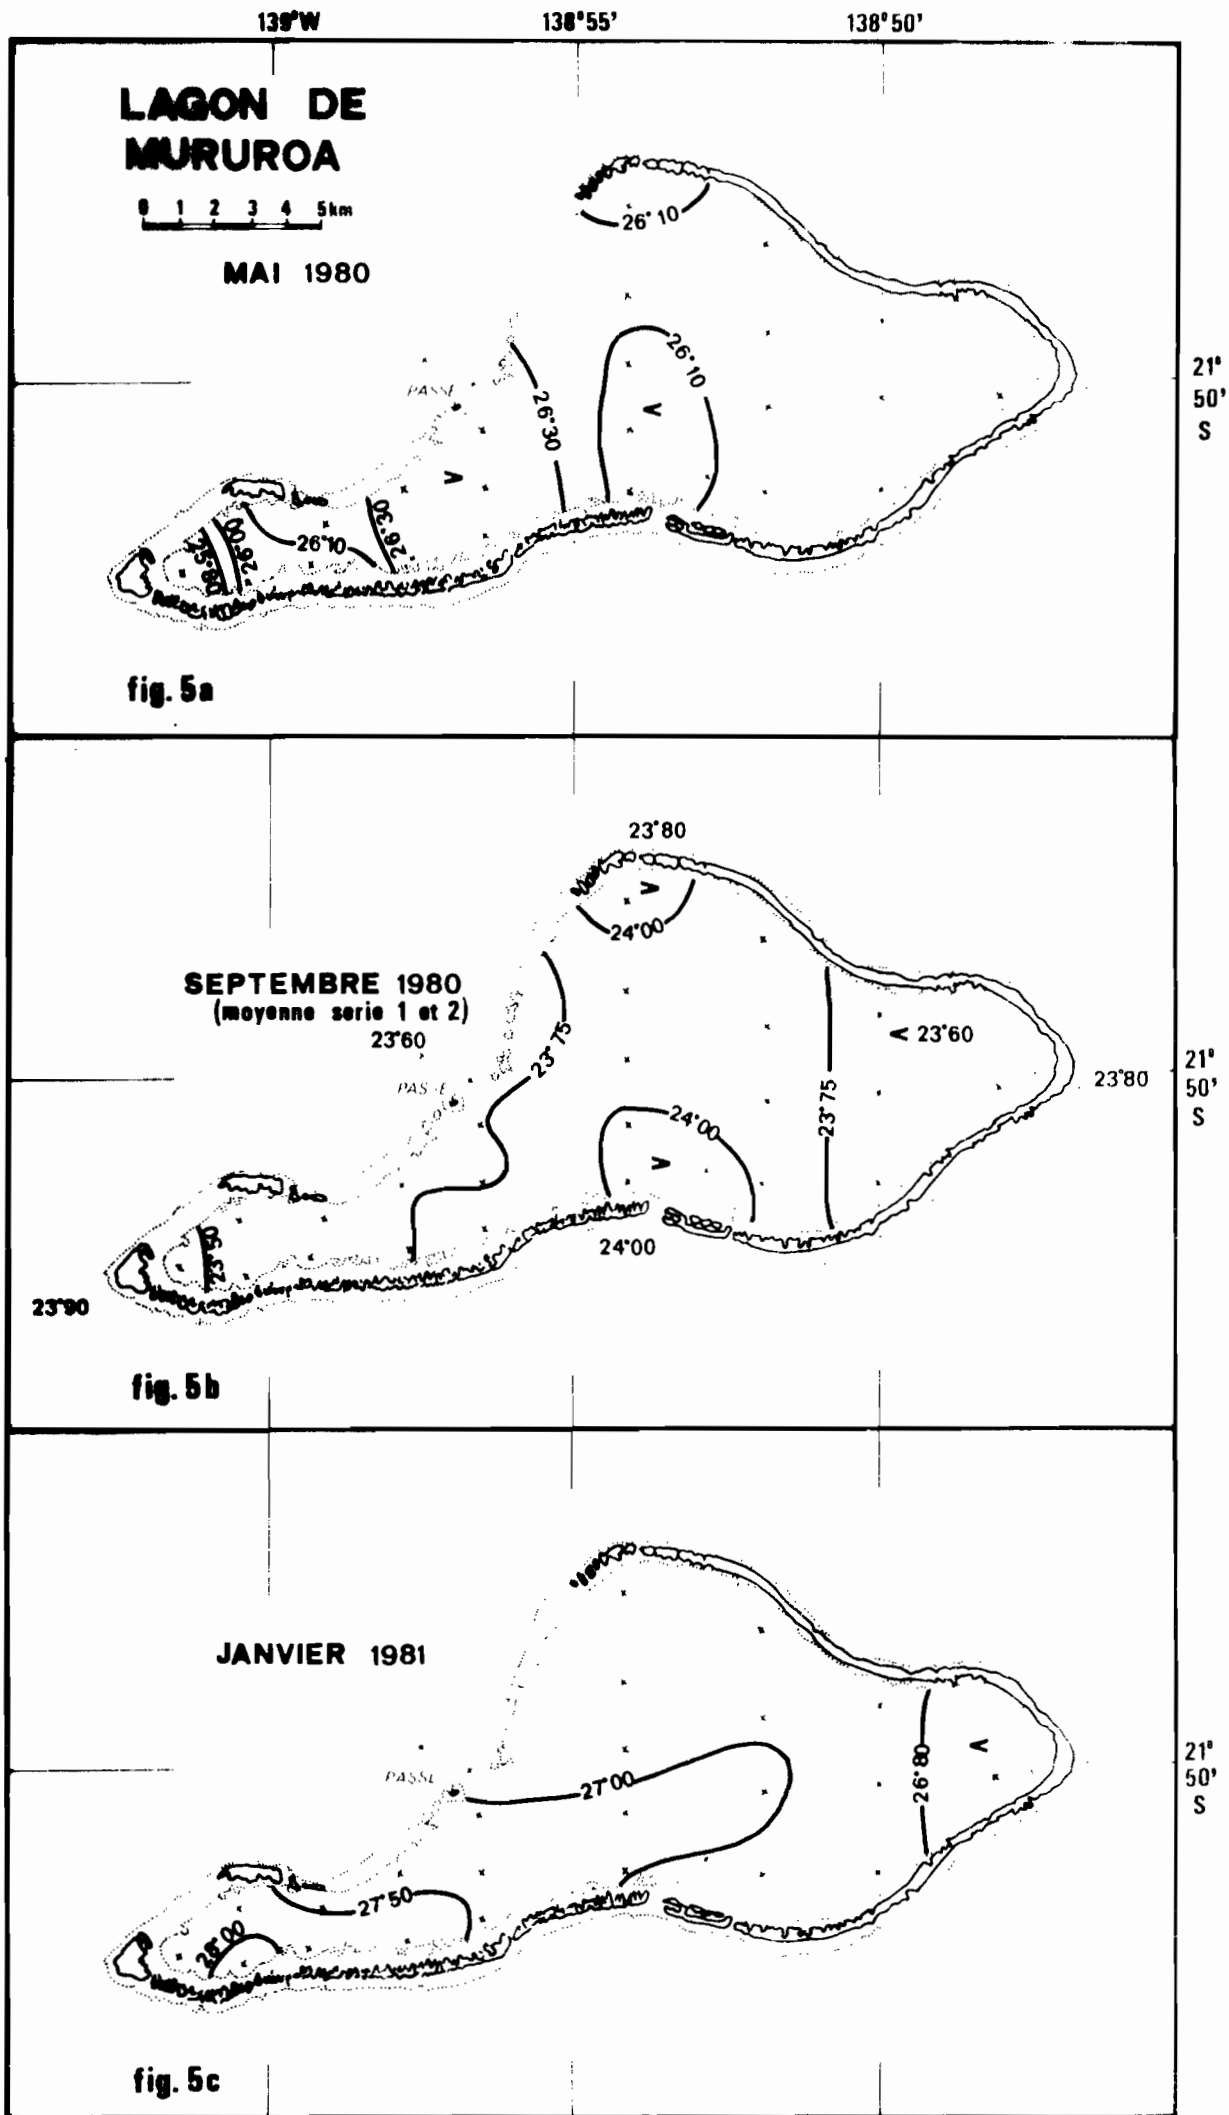 139°W 138°55' 138°50'
LAGON DE
MURUROA
0 1 2 3 4 5km
MAI 1980
26°10
26°10
21°
50'
S
PASSE
26°30
V
Λ
26°30
26°10
26°00
25°80
fig. 5a
23°80
V
24°00
SEPTEMBRE 1980
(moyenne serie 1 et 2)
23°60
23°75
V 23°60
21°
50'
S
PASSE
23°80
23°75
24°00
V
24°00
23°50
23°90
fig. 5b
JANVIER 1981
V
21°
50'
S
PASSE
27°00
26°80
27°50
28°00
fig. 5c